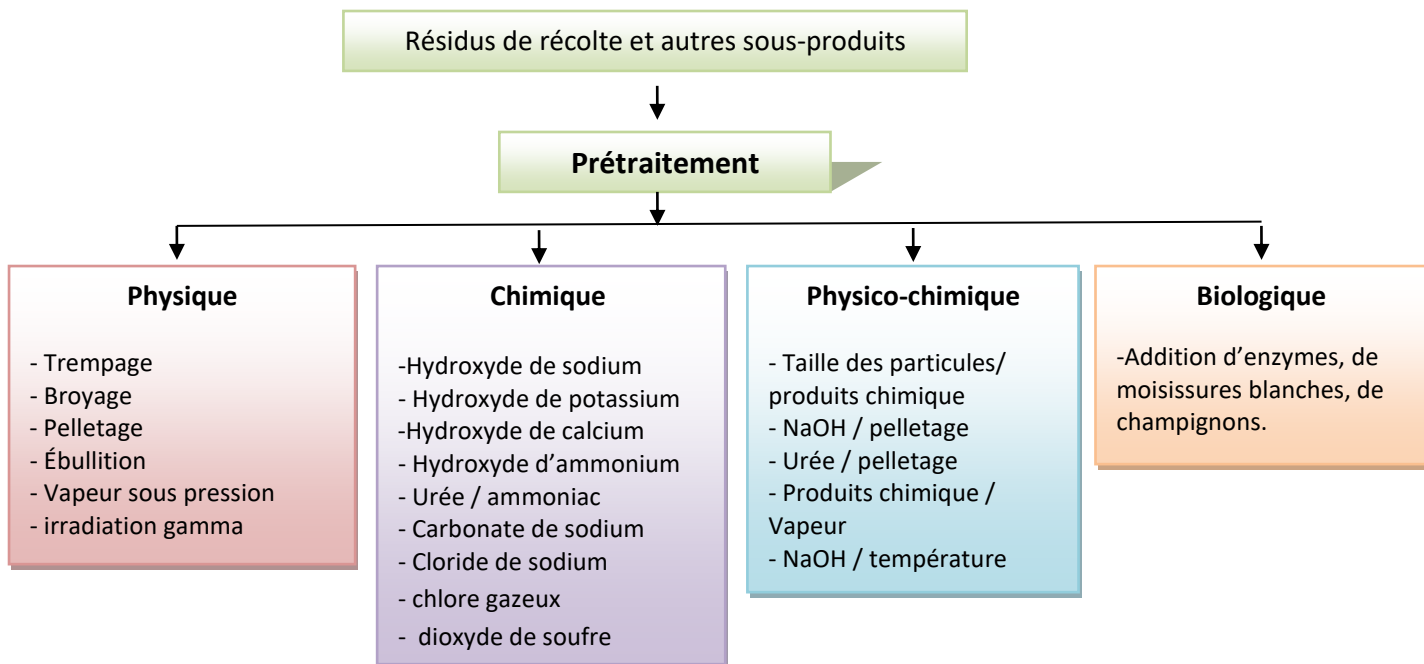 Résidus de récolte et autres sous-produits
Prétraitement
Physique
- Trempage
- Broyage
- Pelletage
- Ébullition
- Vapeur sous pression
- irradiation gamma
Chimique
-Hydroxyde de sodium
- Hydroxyde de potassium
-Hydroxyde de calcium
- Hydroxyde d’ammonium
- Urée / ammoniac
- Carbonate de sodium
- Cloride de sodium
- chlore gazeux
- dioxyde de soufre
Physico-chimique
- Taille des particules/
produits chimique
- NaOH / pelletage
- Urée / pelletage
- Produits chimique /
Vapeur
- NaOH / température
Biologique
-Addition d’enzymes, de
moisissures blanches, de
champignons.